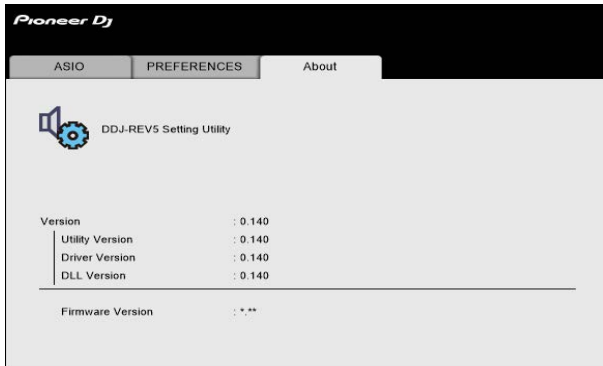 Pioneer Dj
ASIO PREFERENCES About
DDJ-REV5 Setting Utility
Version : 0.140
Utility Version : 0.140
Driver Version : 0.140
DLL Version : 0.140
Firmware Version : *.**